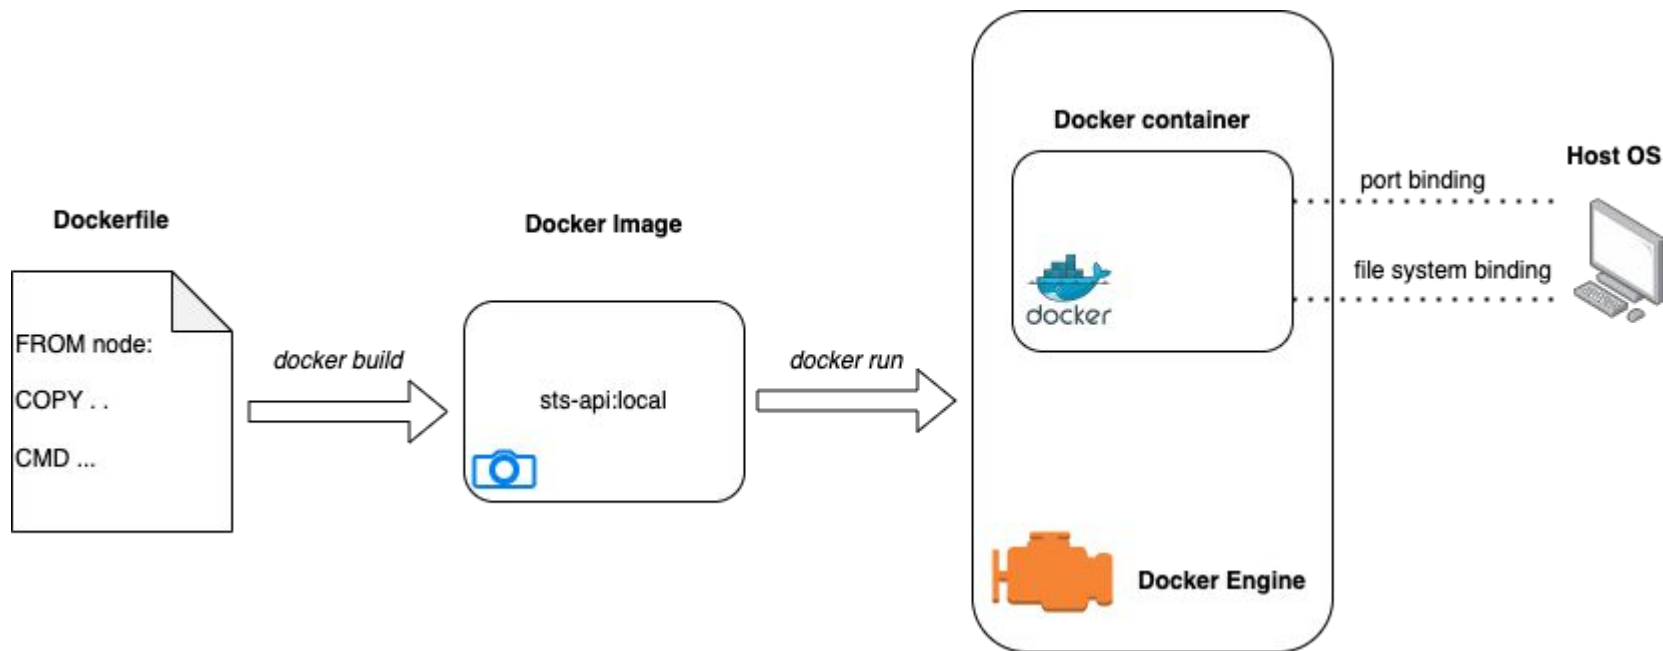 Dockerfile
FROM node:
COPY . .
CMD ...
docker build
Docker Image
sts-api:local
docker run
Docker container
docker
Docker Engine
port binding
file system binding
Host OS